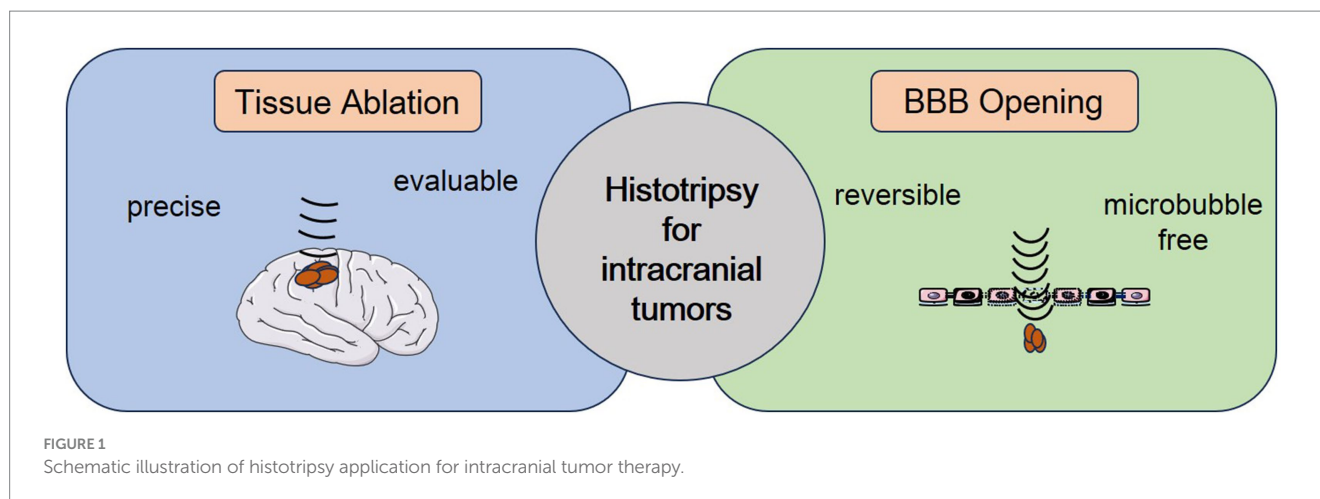 Tissue Ablation
precise
evaluable
Histotripsy
for
intracranial
tumors
BBB Opening
reversible
microbubble
free
FIGURE 1
Schematic illustration of histotripsy application for intracranial tumor therapy.